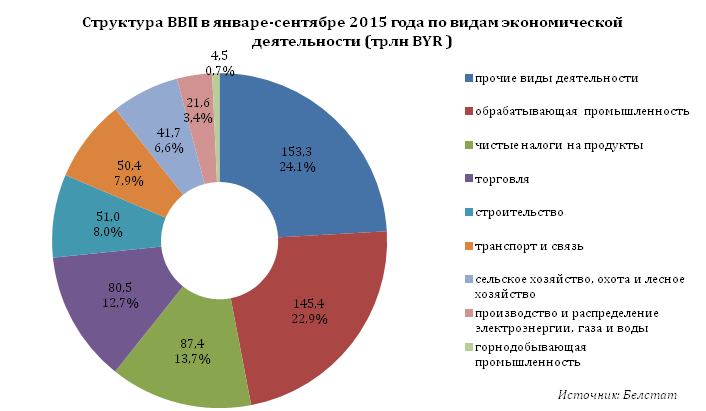 Структура ВВП в январе-сентябре 2015 года по видам экономической
деятельности (трлн BYR )
4,5
0,7%
21,6
3,4%
41,7
6,6%
50,4
7,9%
51,0
8,0%
80,5
12,7%
87,4
13,7%
145,4
22,9%
153,3
24,1%
прочие виды деятельности
обрабатывающая промышленность
чистые налоги на продукты
торговля
строительство
транспорт и связь
сельское хозяйство, охота и лесное
хозяйство
производство и распределение
электроэнергии, газа и воды
горнодобывающая
промышленность
Источник: Белстат